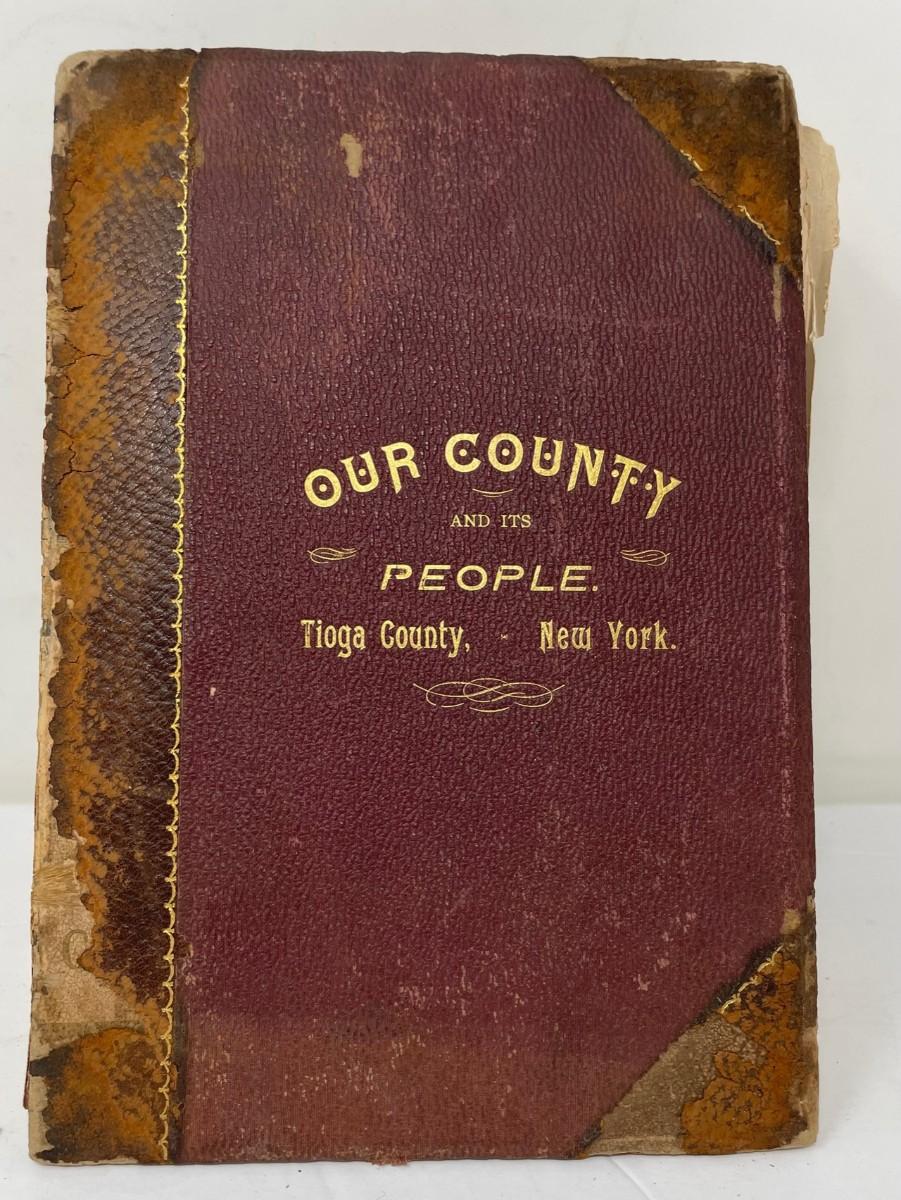 OUR COUNTY
AND ITS
PEOPLE.
Tioga County, - New York.